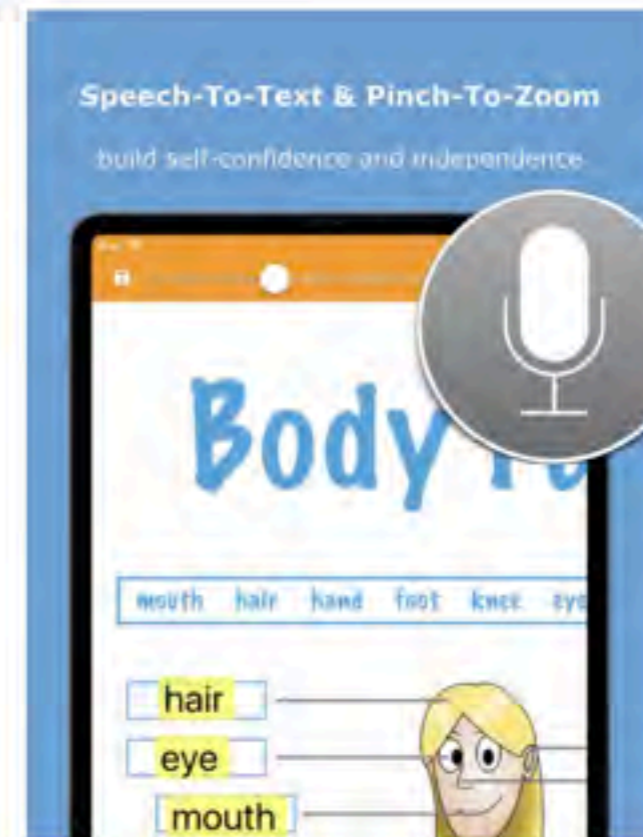 Speech-To-Text & Pinch-To-Zoom
build self-confidence and independence
Body
mouth hair hand foot knee eye
hair
eye
mouth